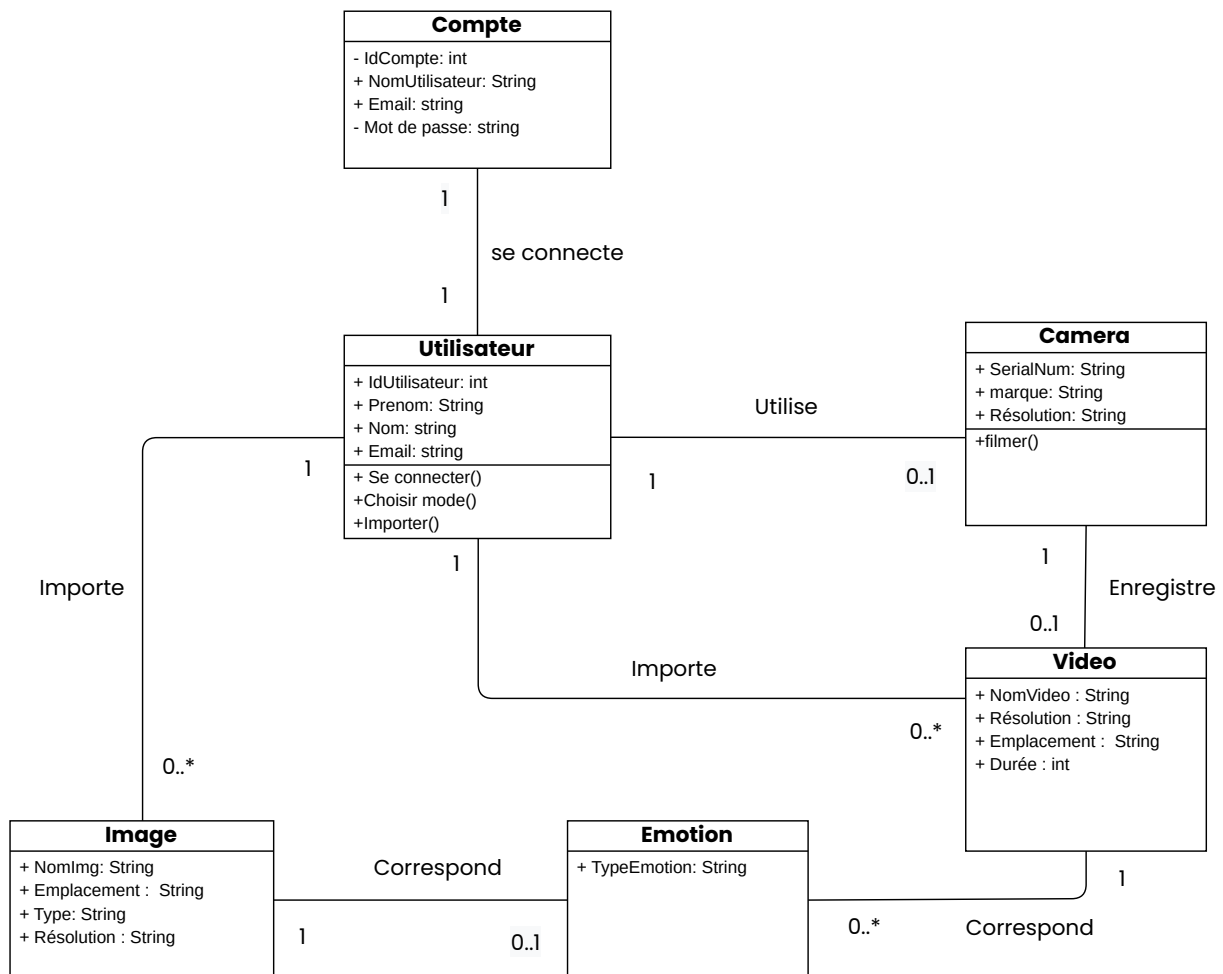 Compte
- IdCompte: int
+ NomUtilisateur: String
+ Email: string
- Mot de passe: string
1
se connecte
1
Utilisateur
+ IdUtilisateur: int
+ Prenom: String
+ Nom: string
+ Email: string
+ Se connecter()
+Choisir mode()
+Importer()
Utilise
1
0..1
Camera
+ SerialNum: String
+ marque: String
+ Résolution: String
+filmer()
1
Enregistre
0..1
1
Importe
0..*
1
Importe
0..*
Video
+ NomVideo : String
+ Résolution : String
+ Emplacement :  String
+ Durée : int
Image
+ NomImg: String
+ Emplacement :  String
+ Type: String
+ Résolution : String
Correspond
1
0..1
Emotion
+ TypeEmotion: String
1
0..*
Correspond